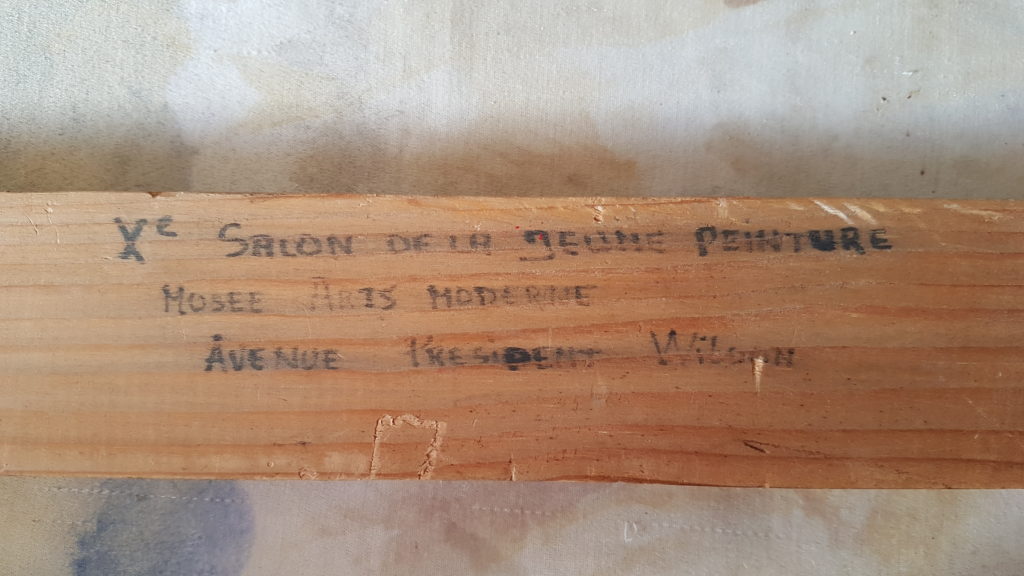 Xe SALON DE LA JEUNE PEINTURE
MUSEE ARTS MODERNE
AVENUE PRESIDENT WILSON